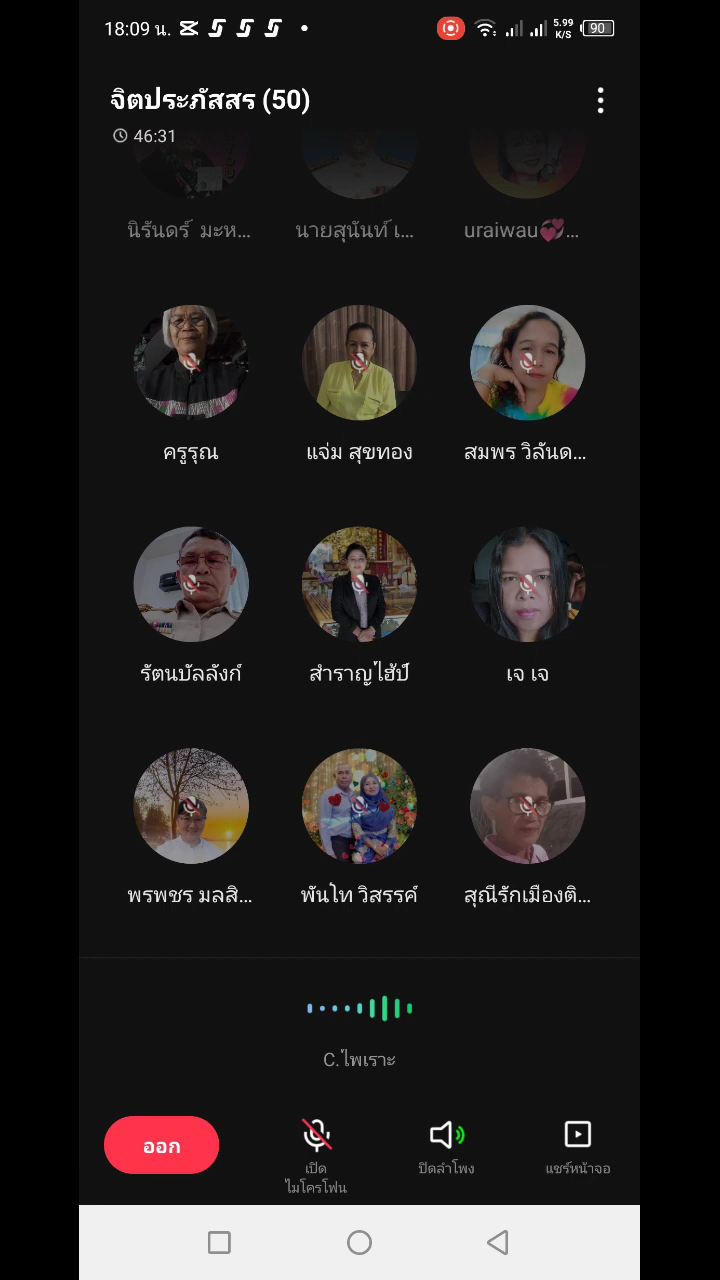 18:09 น.
5.99 K/S
90
จิตประภัสสร (50)
46:31
นิรันดร์ มะห... นายสุนันท์ เ... uraiwau💞...
ครูรุณ แจ่ม สุขทอง สมพร วิลันด...
รัตนบัลลังก์ สำราญไฮ้ปี๋ เจ เจ
พรพชร มลสิ... พันโท วิสรรค์ สุณีรักเมืองติ...
C.ไพเราะ
ออก
เปิด
ไมโครโฟน
ปิดลำโพง
แชร์หน้าจอ